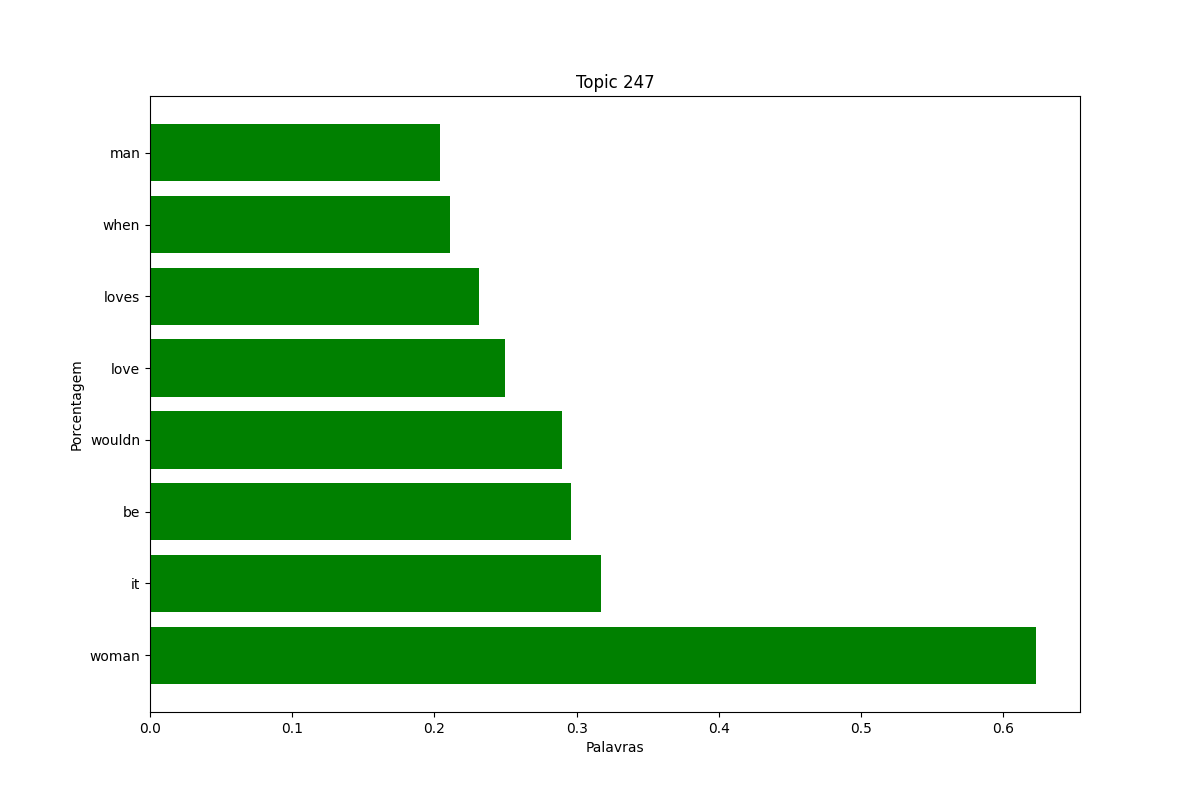 Topic 247
man
when
loves
love
wouldn
be
it
woman
Porcentagem
0.0 0.1 0.2 0.3 0.4 0.5 0.6
Palavras